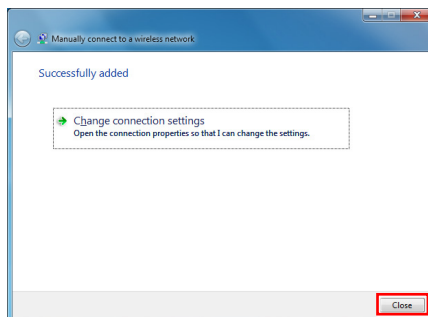 Manually connect to a wireless network
Successfully added
Change connection settings
Open the connection properties so that I can change the settings.
Close